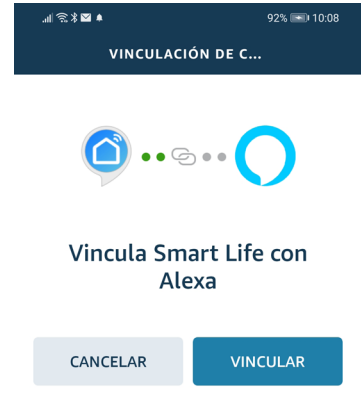 92% 10:08
VINCULACIÓN DE C...
Vincula Smart Life con
Alexa
CANCELAR VINCULAR